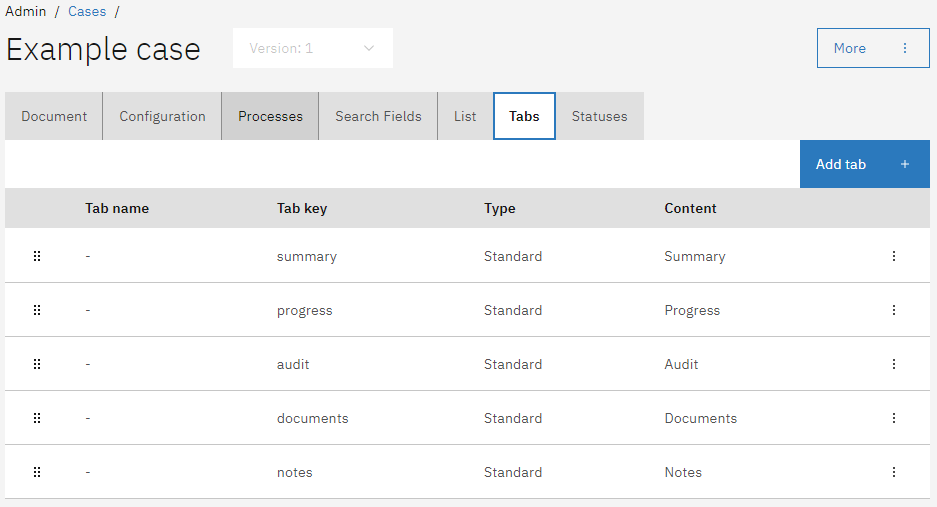 Admin / Cases /
Example case Version: 1 More
Document Configuration Processes Search Fields List Tabs Statuses
Add tab +
Tab name Tab key Type Content
- summary Standard Summary
- progress Standard Progress
- audit Standard Audit
- documents Standard Documents
- notes Standard Notes